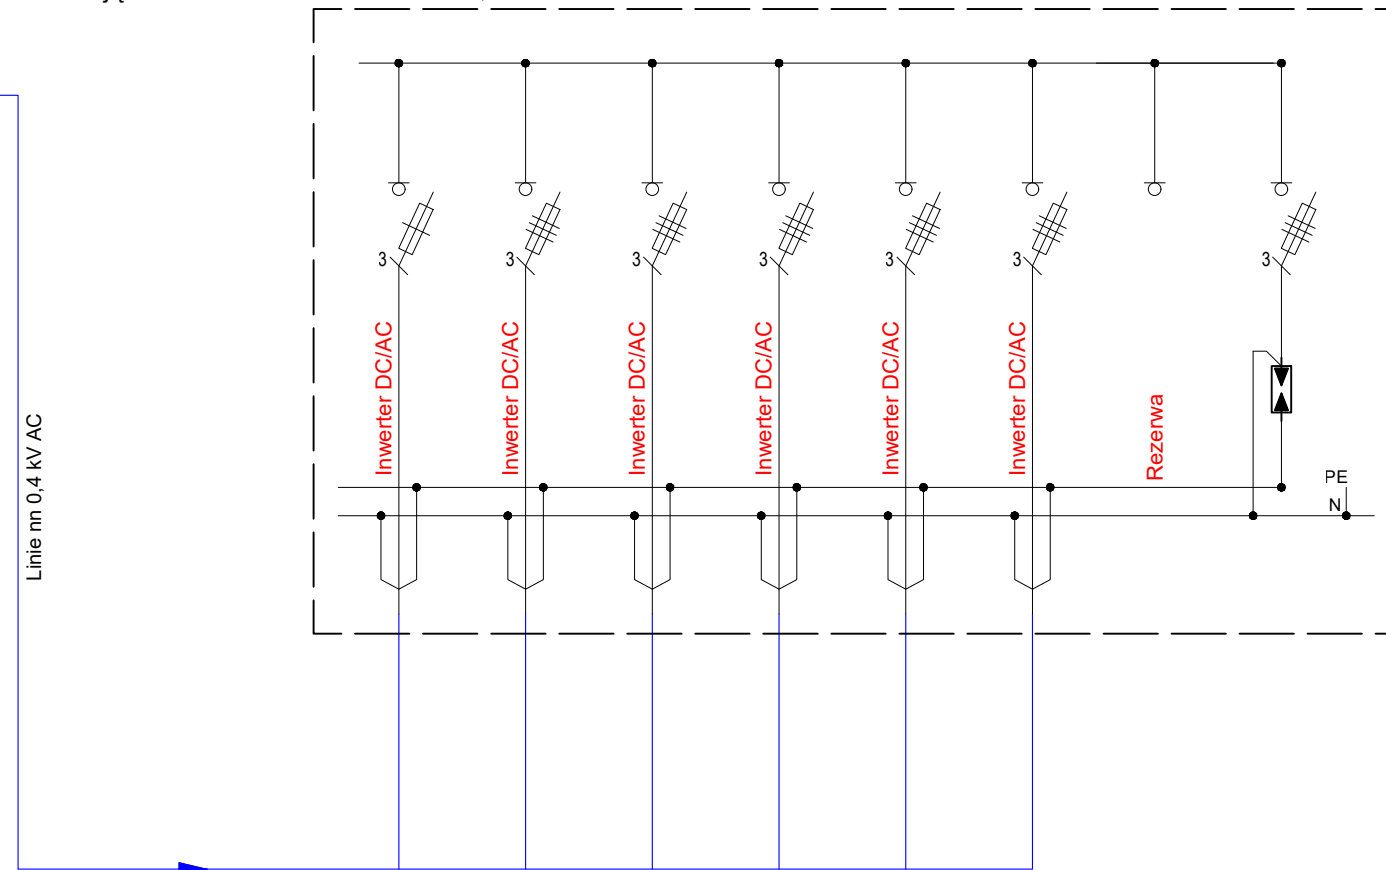 3
3
3
3
3
3
3
Inwerter DC/AC
Inwerter DC/AC
Inwerter DC/AC
Inwerter DC/AC
Inwerter DC/AC
Inwerter DC/AC
Rezerwa
Linie nn 0,4 kV AC
PE
N